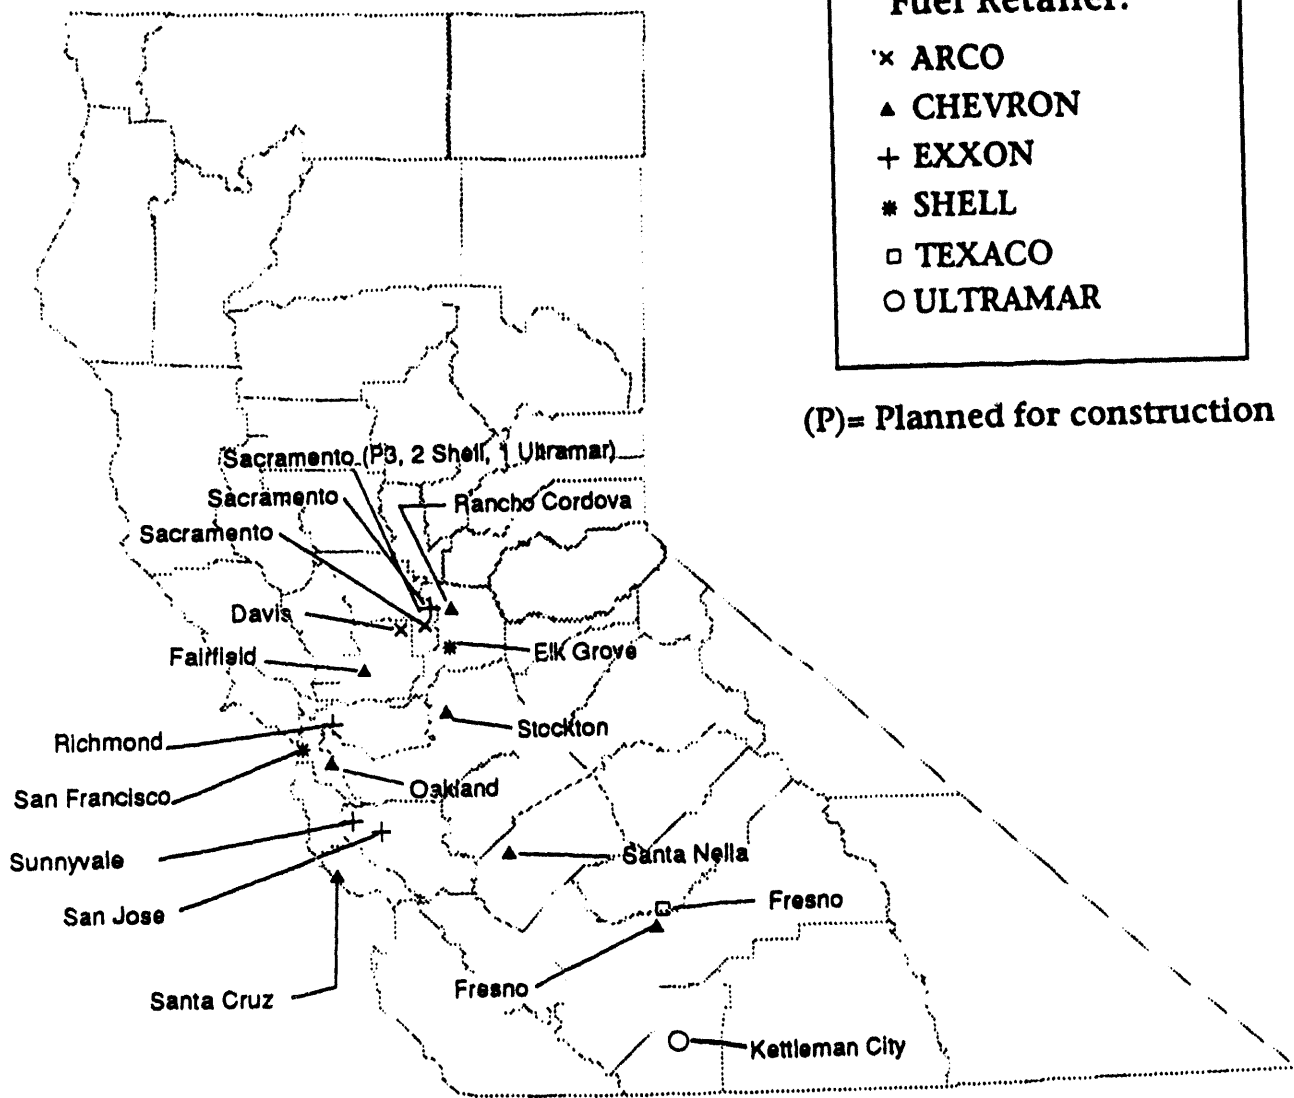 Fuel Retailer:
× ARCO
▲ CHEVRON
+ EXXON
✱ SHELL
□ TEXACO
○ ULTRAMAR
(P)= Planned for construction
Sacramento (P3, 2 Shell, 1 Ultramar)
Sacramento
Rancho Cordova
Sacramento
Davis
Fairfield
Elk Grove
Richmond
Stockton
San Francisco
Oakland
Sunnyvale
Santa Nella
San Jose
Fresno
Santa Cruz
Fresno
Kettleman City